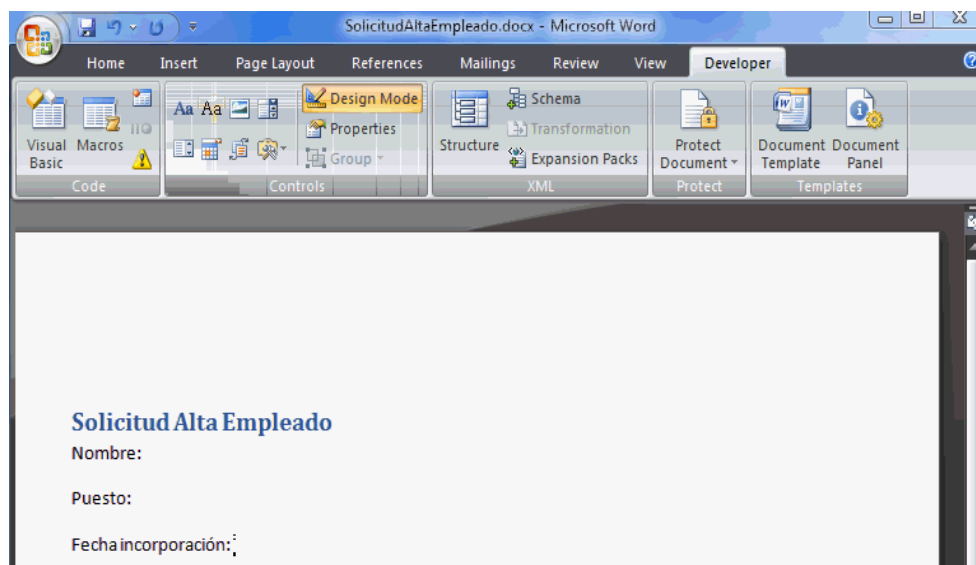 SolicitudAltaEmpleado.docx - Microsoft Word
Home Insert Page Layout References Mailings Review View Developer
Aa Aa Design Mode Schema
Properties Transformation
Visual Basic Macros Group Structure Expansion Packs Protect Document Document Template Document Panel
Code Controls XML Protect Templates
Solicitud Alta Empleado
Nombre:
Puesto:
Fecha incorporación: